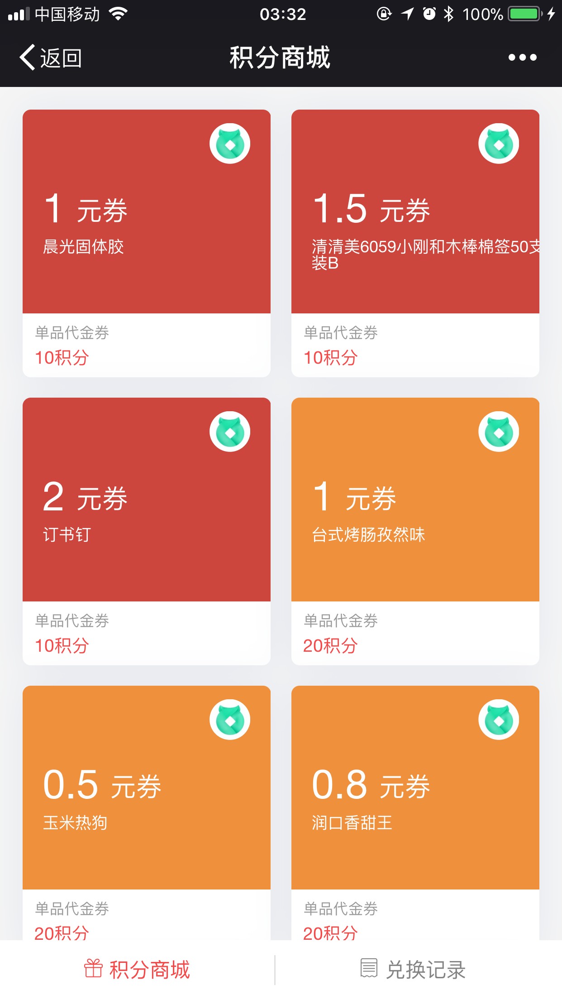 中国移动
03:32
100%
返回
积分商城
1 元券
晨光固体胶
单品代金券
10积分
1.5 元券
清清美6059小刚和木棒棉签50支
装B
单品代金券
10积分
2 元券
订书钉
单品代金券
10积分
1 元券
台式烤肠孜然味
单品代金券
20积分
0.5 元券
玉米热狗
单品代金券
20积分
0.8 元券
润口香甜王
单品代金券
20积分
积分商城
兑换记录